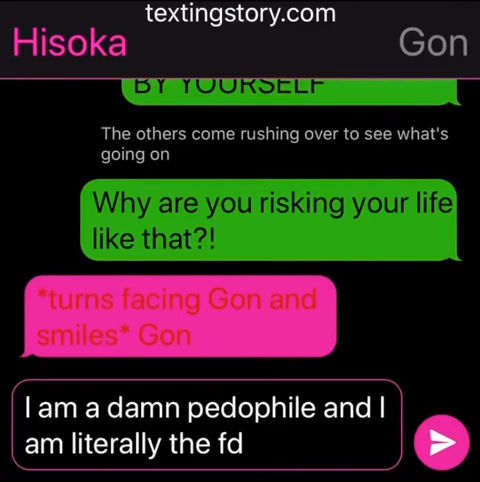 textingstory.com
Hisoka
Gon
BY YOURSELF
The others come rushing over to see what's
going on
Why are you risking your life
like that?!
*turns facing Gon and
smiles* Gon
I am a damn pedophile and I
am literally the fd